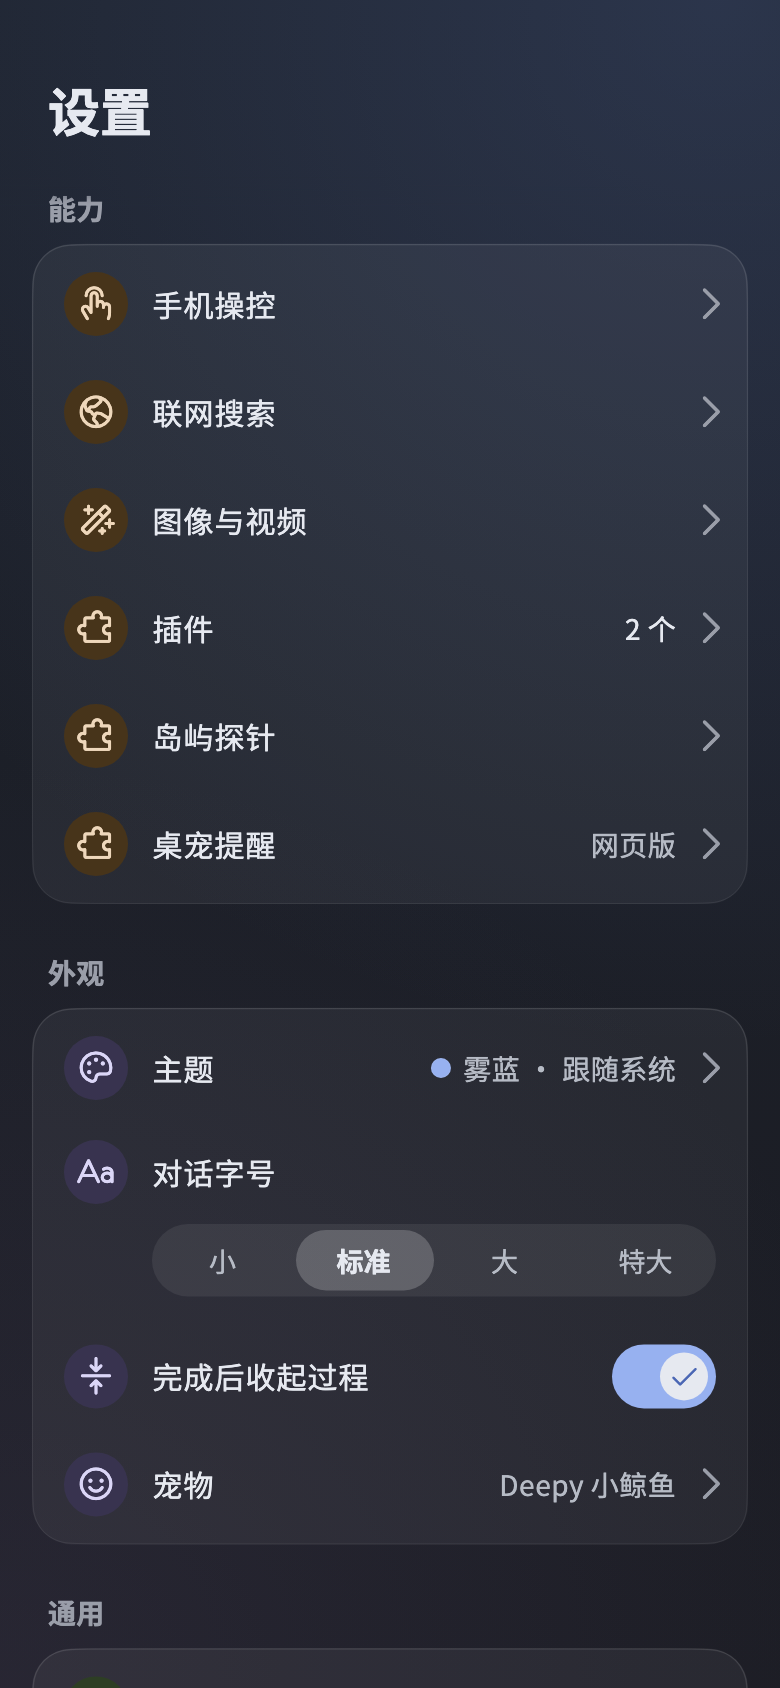 设置
能力
手机操控
联网搜索
图像与视频
插件 2 个
岛屿探针
桌宠提醒 网页版
外观
主题 雾蓝 · 跟随系统
Aa 对话字号
小 标准 大 特大
完成后收起过程
宠物 Deepy 小鲸鱼
通用